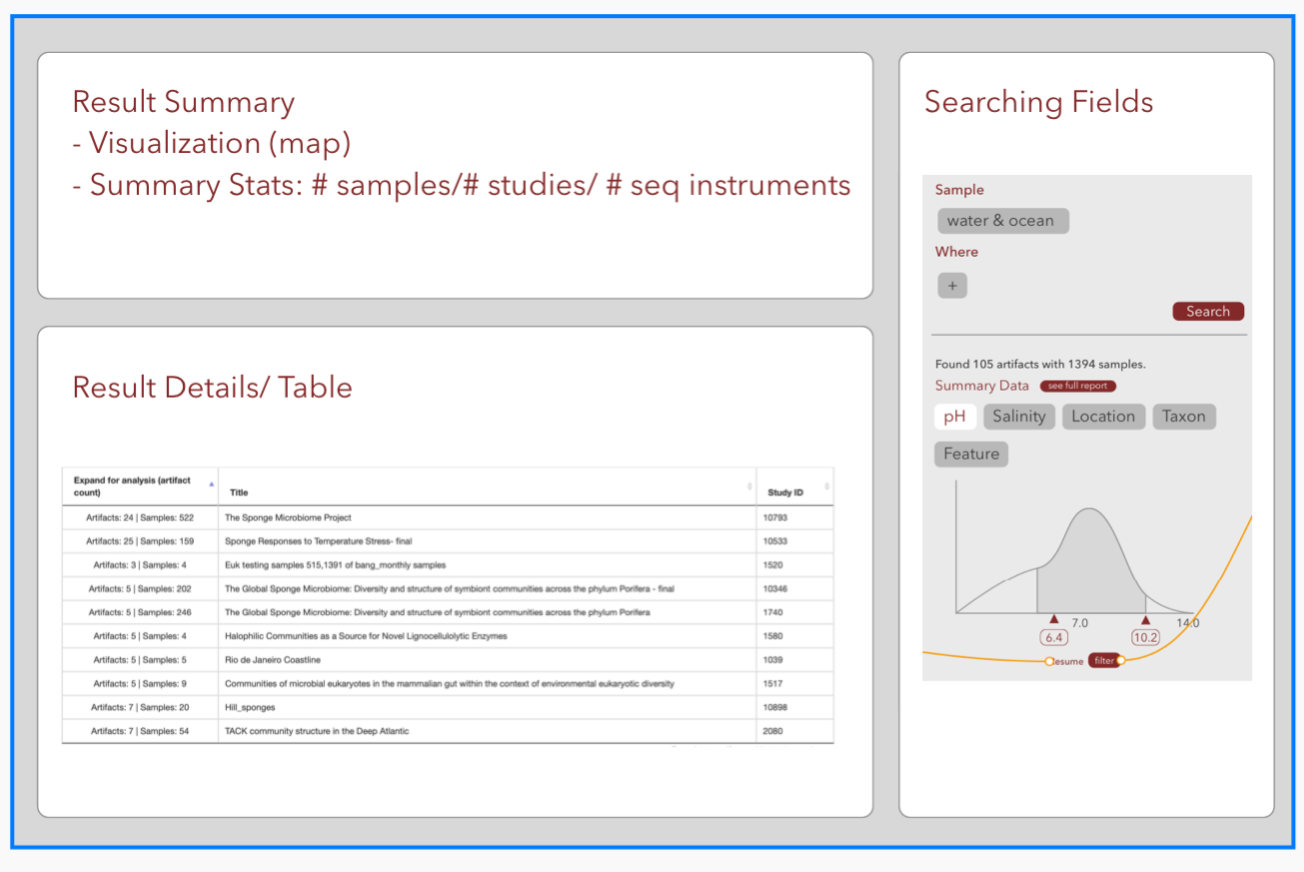 Result Summary
- Visualization (map)
- Summary Stats: # samples/# studies/ # seq instruments
Result Details/ Table
Expand for analysis (artifact
count)
Title
Study ID
Artifacts: 24 | Samples: 522 The Sponge Microbiome Project 10793
Artifacts: 25 | Samples: 159 Sponge Responses to Temperature Stress- final 10533
Artifacts: 3 | Samples: 4 Euk testing samples 515,1391 of bang_monthly samples 1520
Artifacts: 5 | Samples: 202 The Global Sponge Microbiome: Diversity and structure of symbiont communities across the phylum Porifera - final 10346
Artifacts: 5 | Samples: 246 The Global Sponge Microbiome: Diversity and structure of symbiont communities across the phylum Porifera 1740
Artifacts: 5 | Samples: 4 Halophilic Communities as a Source for Novel Lignocellulolytic Enzymes 1580
Artifacts: 5 | Samples: 5 Rio de Janeiro Coastline 1039
Artifacts: 5 | Samples: 9 Communities of microbial eukaryotes in the mammalian gut within the context of environmental eukaryotic diversity 1517
Artifacts: 7 | Samples: 20 Hill_sponges 10898
Artifacts: 7 | Samples: 54 TACK community structure in the Deep Atlantic 2080
Searching Fields
Sample
water & ocean
Where
+
Search
Found 105 artifacts with 1394 samples.
Summary Data see full report
pH Salinity Location Taxon
Feature
7.0 14.0
6.4 10.2
filter